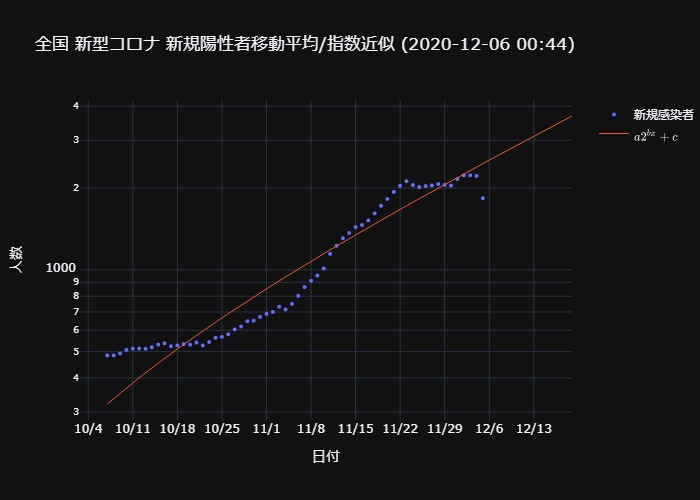 全国 新型コロナ 新規陽性者移動平均/指数近似 (2020-12-06 00:44)
新規感染者
a2^{bx} + c
4
3
2
1000
9
8
7
6
5
4
3
人数
10/4 10/11 10/18 10/25 11/1 11/8 11/15 11/22 11/29 12/6 12/13
日付